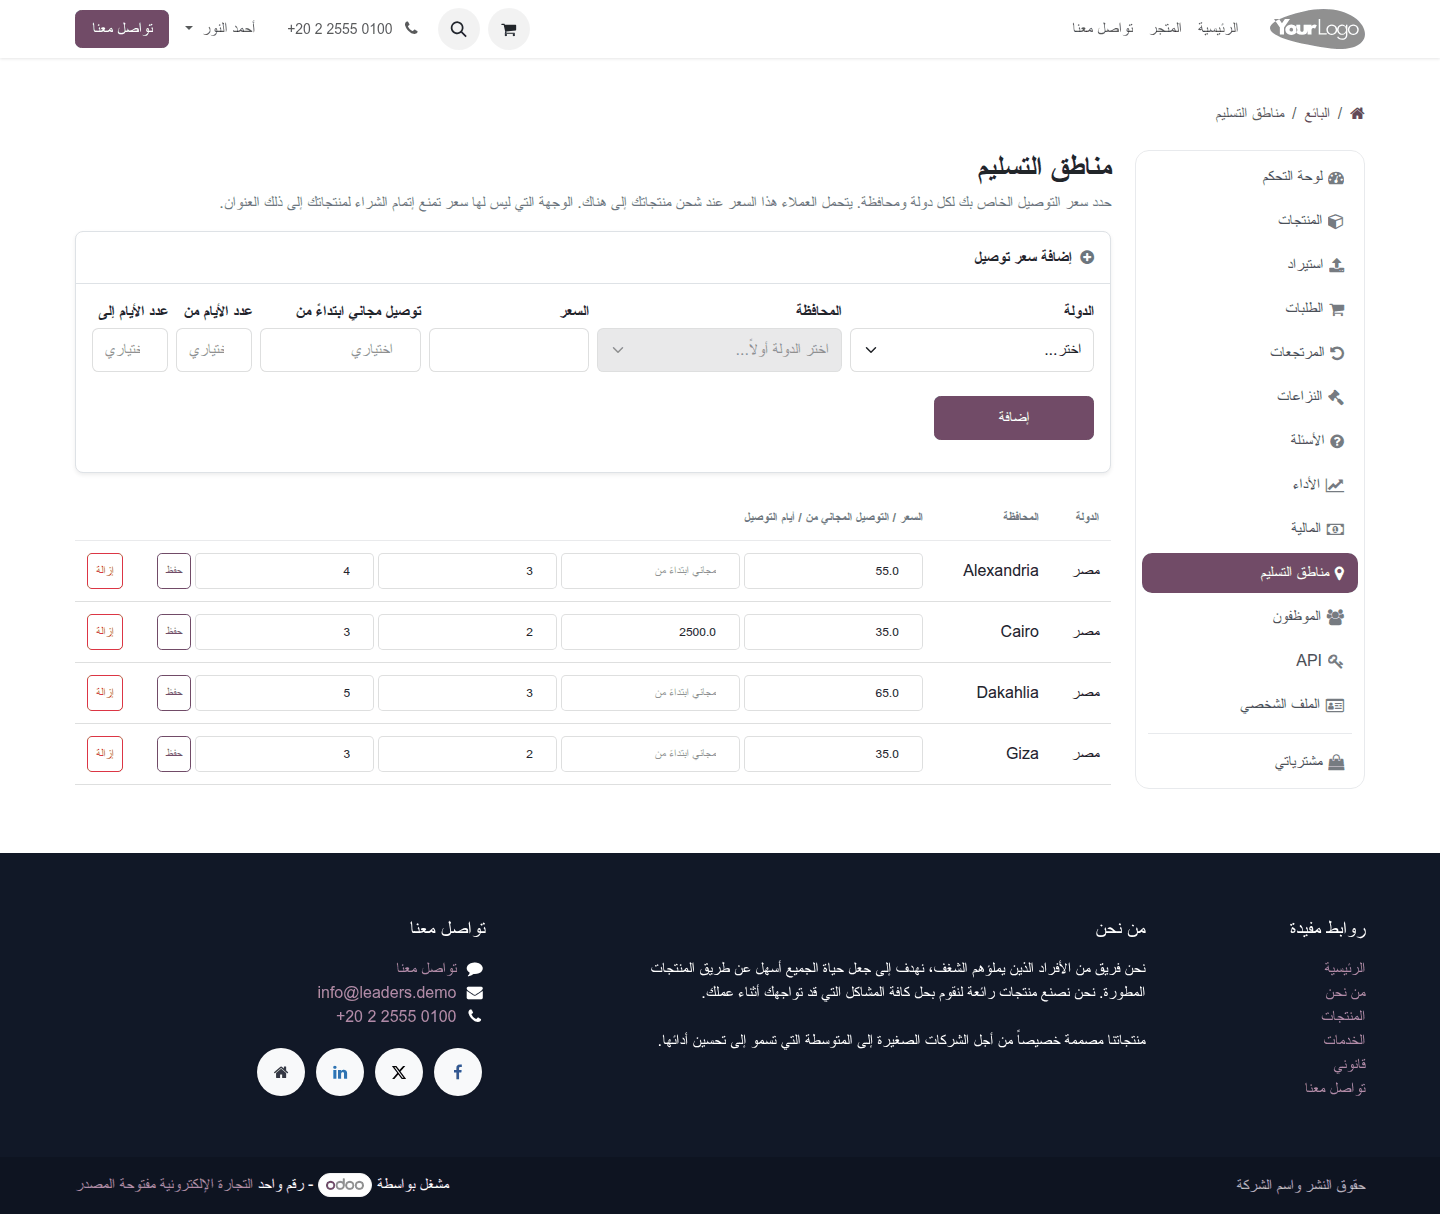 YourLogo
الرئيسية
المتجر
تواصل معنا
+20 2 2555 0100
أحمد النور
تواصل معنا
/ البائع / مناطق التسليم
لوحة التحكم
المنتجات
استيراد
الطلبات
المرتجعات
النزاعات
الأسئلة
الأداء
المالية
مناطق التسليم
الموظفون
API
الملف الشخصي
مشترياتي
مناطق التسليم
حدد سعر التوصيل الخاص بك لكل دولة ومحافظة. يتحمل العملاء هذا السعر عند شحن منتجاتك إلى هناك. الوجهة التي ليس لها سعر تمنع إتمام الشراء لمنتجاتك إلى ذلك العنوان.
إضافة سعر توصيل
الدولة المحافظة السعر توصيل مجاني ابتداءً من عدد الأيام من عدد الأيام إلى
اختر... اختر الدولة أولاً... اختياري ختياري ختياري
إضافة
الدولة المحافظة السعر / التوصيل المجاني من / أيام التوصيل
مصر Alexandria 55.0 مجاني ابتداءً من 3 4 حفظ إزالة
مصر Cairo 35.0 2500.0 2 3 حفظ إزالة
مصر Dakahlia 65.0 مجاني ابتداءً من 3 5 حفظ إزالة
مصر Giza 35.0 مجاني ابتداءً من 2 3 حفظ إزالة
روابط مفيدة
الرئيسية
من نحن
المنتجات
الخدمات
قانوني
تواصل معنا
من نحن
نحن فريق من الأفراد الذين يملؤهم الشغف، نهدف إلى جعل حياة الجميع أسهل عن طريق المنتجات
المطورة. نحن نصنع منتجات رائعة لنقوم بحل كافة المشاكل التي قد تواجهك أثناء عملك.
منتجاتنا مصممة خصيصاً من أجل الشركات الصغيرة إلى المتوسطة التي تسمو إلى تحسين أدائها.
تواصل معنا
تواصل معنا
info@leaders.demo
+20 2 2555 0100
حقوق النشر واسم الشركة
مشغل بواسطة odoo - رقم واحد التجارة الإلكترونية مفتوحة المصدر